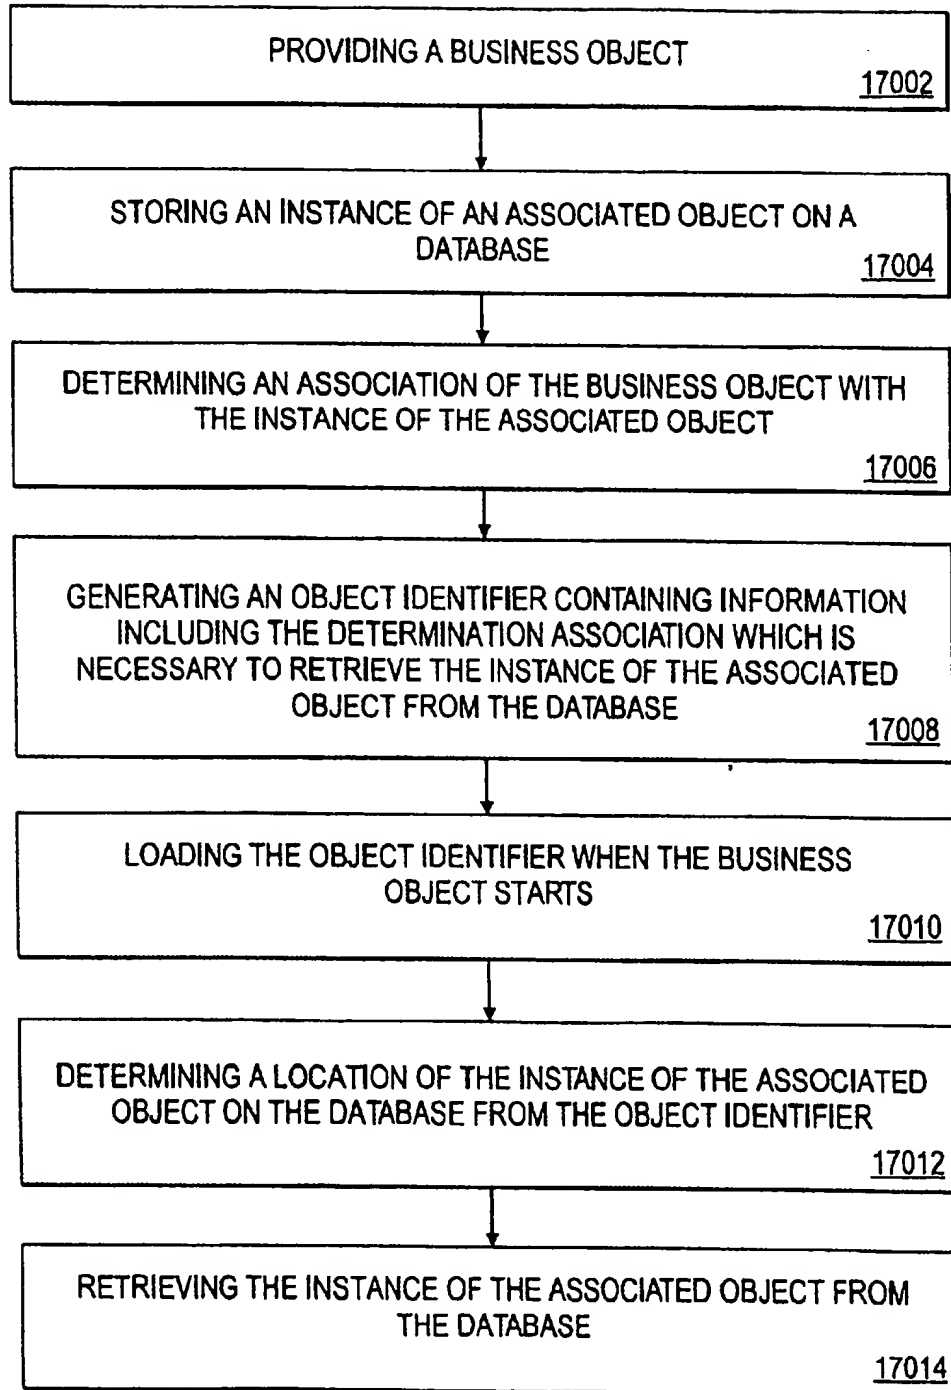 PROVIDING A BUSINESS OBJECT
17002
STORING AN INSTANCE OF AN ASSOCIATED OBJECT ON A
DATABASE
17004
DETERMINING AN ASSOCIATION OF THE BUSINESS OBJECT WITH
THE INSTANCE OF THE ASSOCIATED OBJECT
17006
GENERATING AN OBJECT IDENTIFIER CONTAINING INFORMATION
INCLUDING THE DETERMINATION ASSOCIATION WHICH IS
NECESSARY TO RETRIEVE THE INSTANCE OF THE ASSOCIATED
OBJECT FROM THE DATABASE
17008
LOADING THE OBJECT IDENTIFIER WHEN THE BUSINESS
OBJECT STARTS
17010
DETERMINING A LOCATION OF THE INSTANCE OF THE ASSOCIATED
OBJECT ON THE DATABASE FROM THE OBJECT IDENTIFIER
17012
RETRIEVING THE INSTANCE OF THE ASSOCIATED OBJECT FROM
THE DATABASE
17014